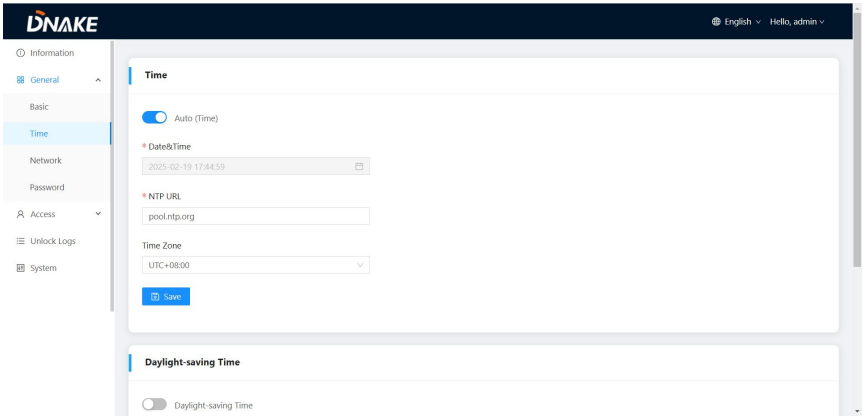 DNAKE
English
Hello, admin
Information
General
Basic
Time
Network
Password
Access
Unlock Logs
System
Time
Auto (Time)
* Date&Time
2025-02-19 17:44:59
* NTP URL
pool.ntp.org
Time Zone
UTC+08:00
Save
Daylight-saving Time
Daylight-saving Time